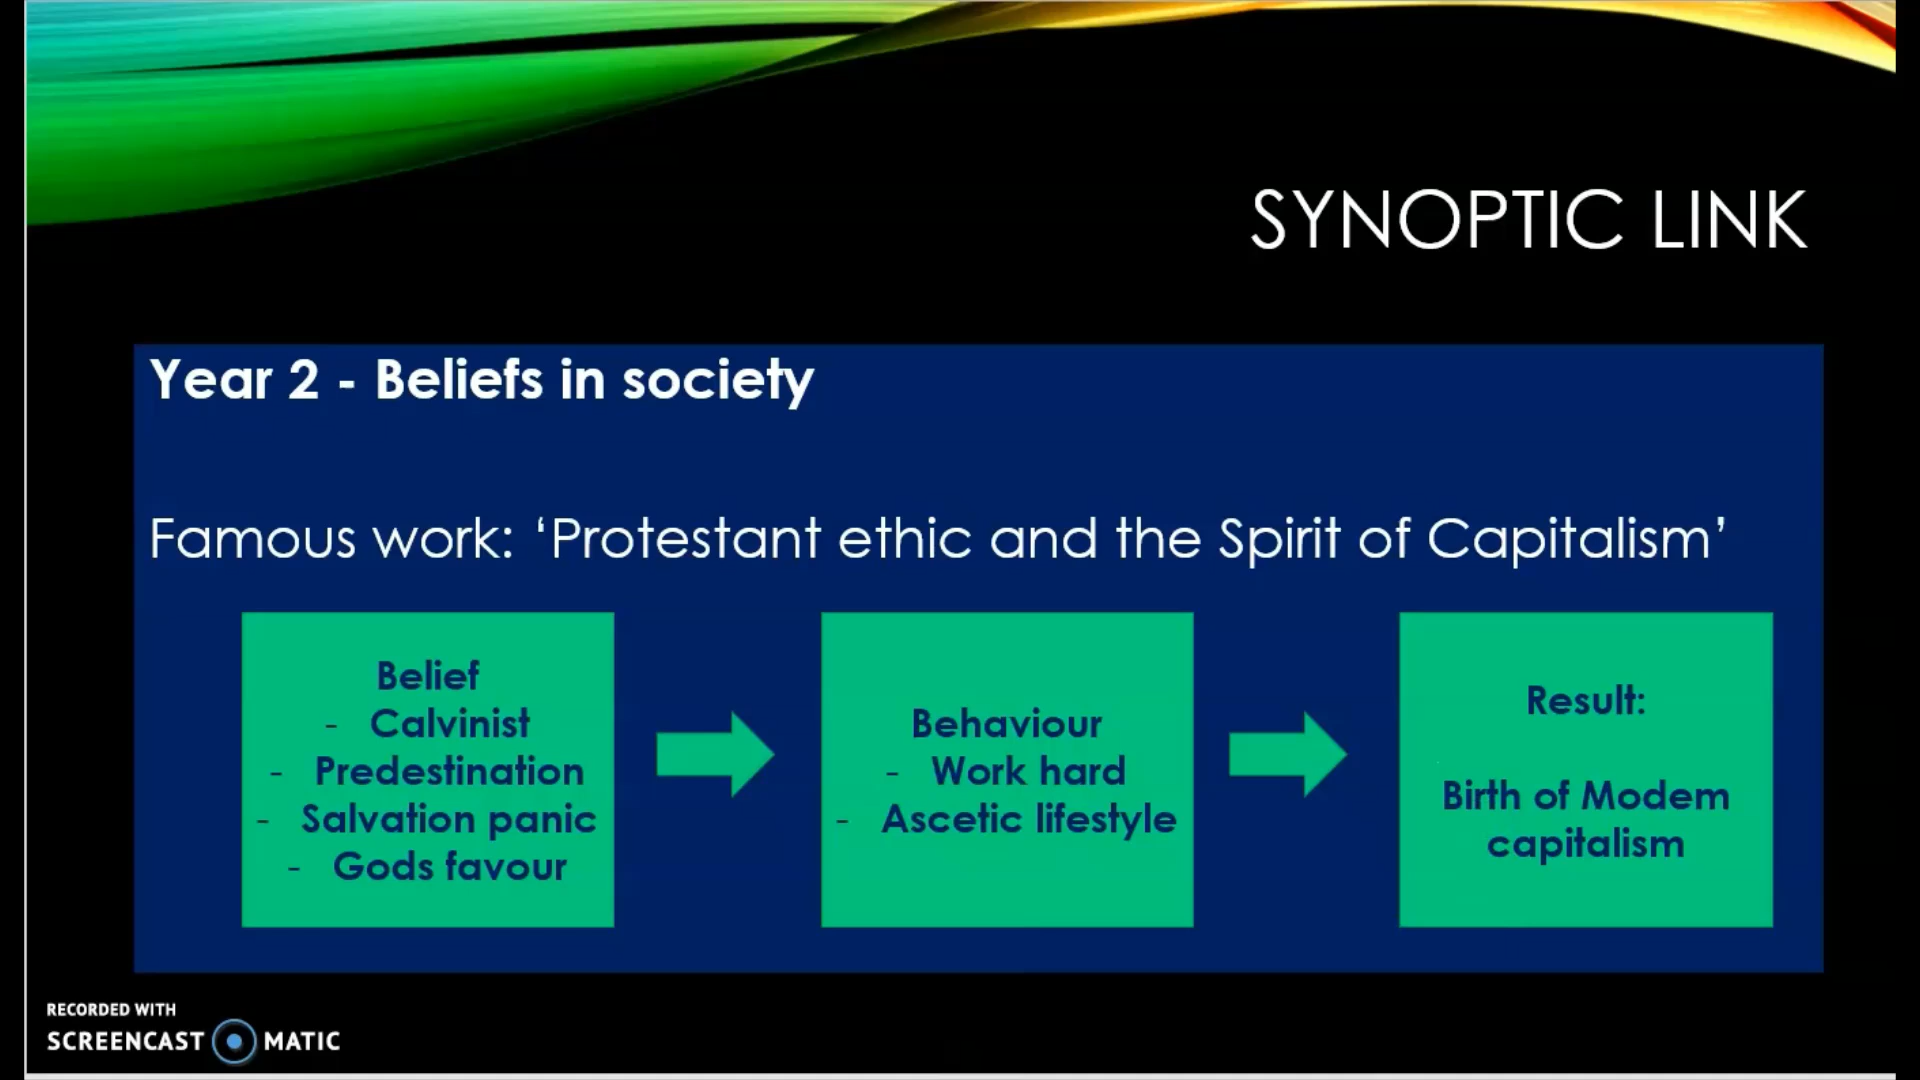 SYNOPTIC LINK
Year 2 - Beliefs in society
Famous work: ‘Protestant ethic and the Spirit of Capitalism’
Belief
- Calvinist
- Predestination
- Salvation panic
- Gods favour
Behaviour
- Work hard
- Ascetic lifestyle
Result:
Birth of Modern
capitalism
RECORDED WITH
SCREENCAST MATIC